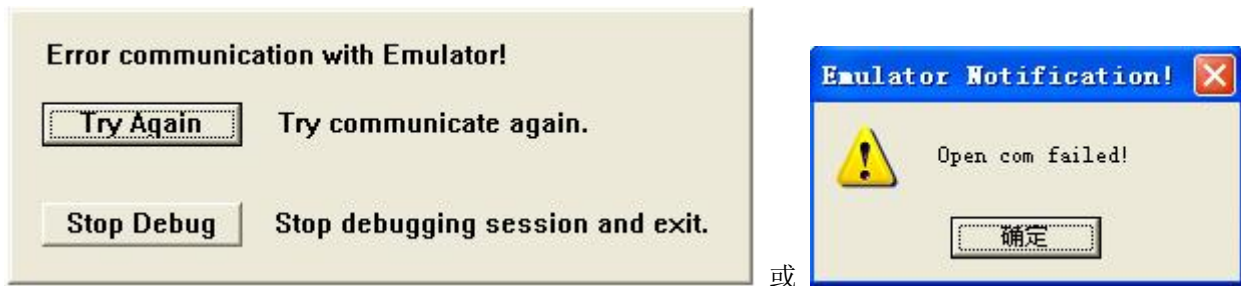 Error communication with Emulator!
Try Again Try communicate again.
Stop Debug Stop debugging session and exit.
或
Emulator Notification!
Open com failed!
确定